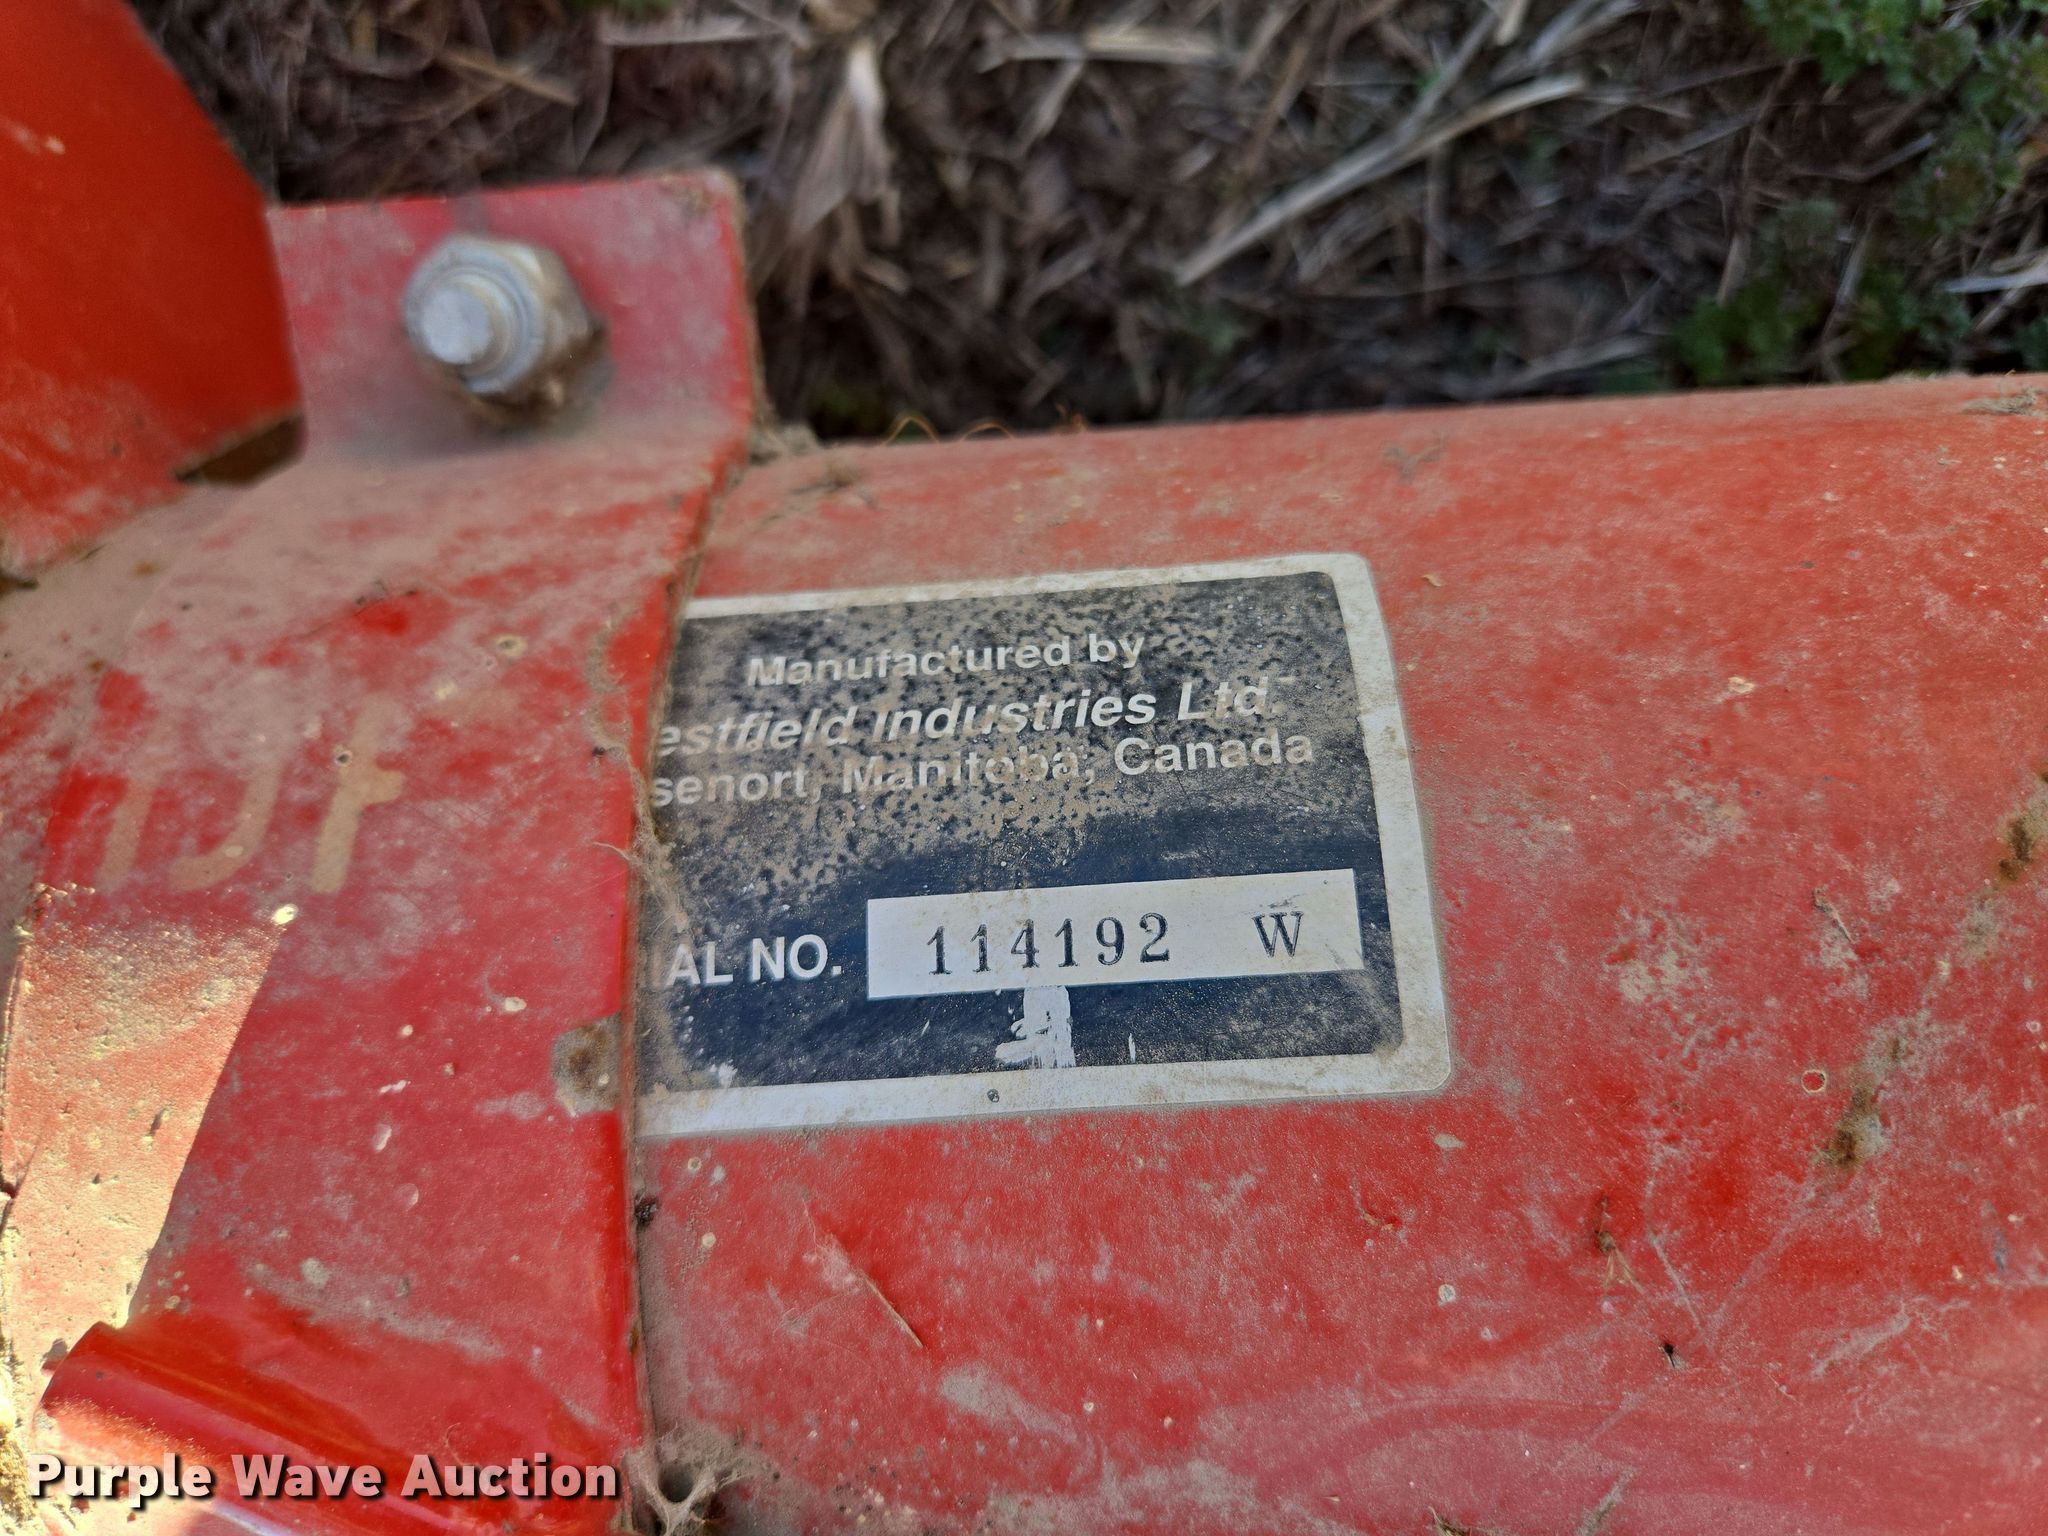 Manufactured by
estfield Industries Ltd.
senort, Manitoba, Canada
AL NO. 114192 W
Purple Wave Auction